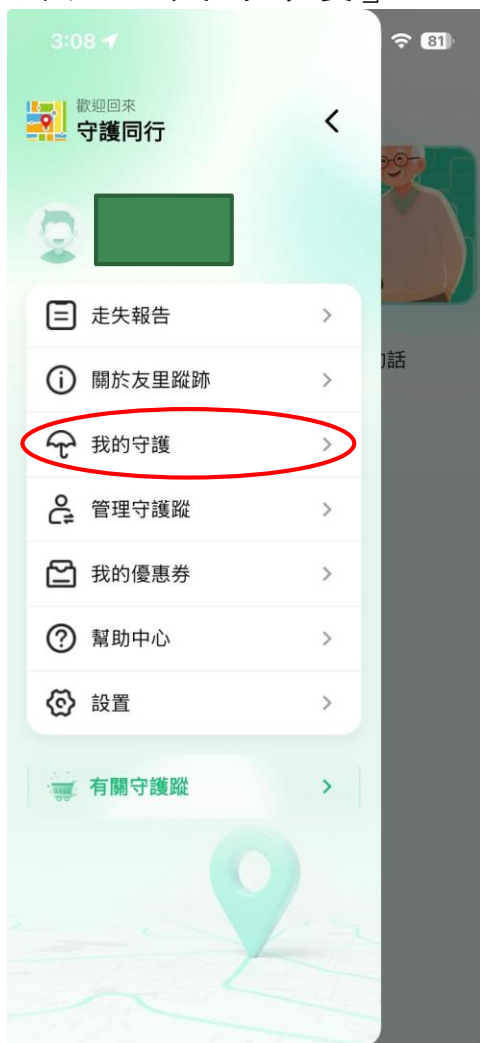 3:08
81
歡迎回來
守護同行
走失報告
關於友里蹤跡
我的守護
管理守護蹤
我的優惠券
幫助中心
設置
有關守護蹤
話